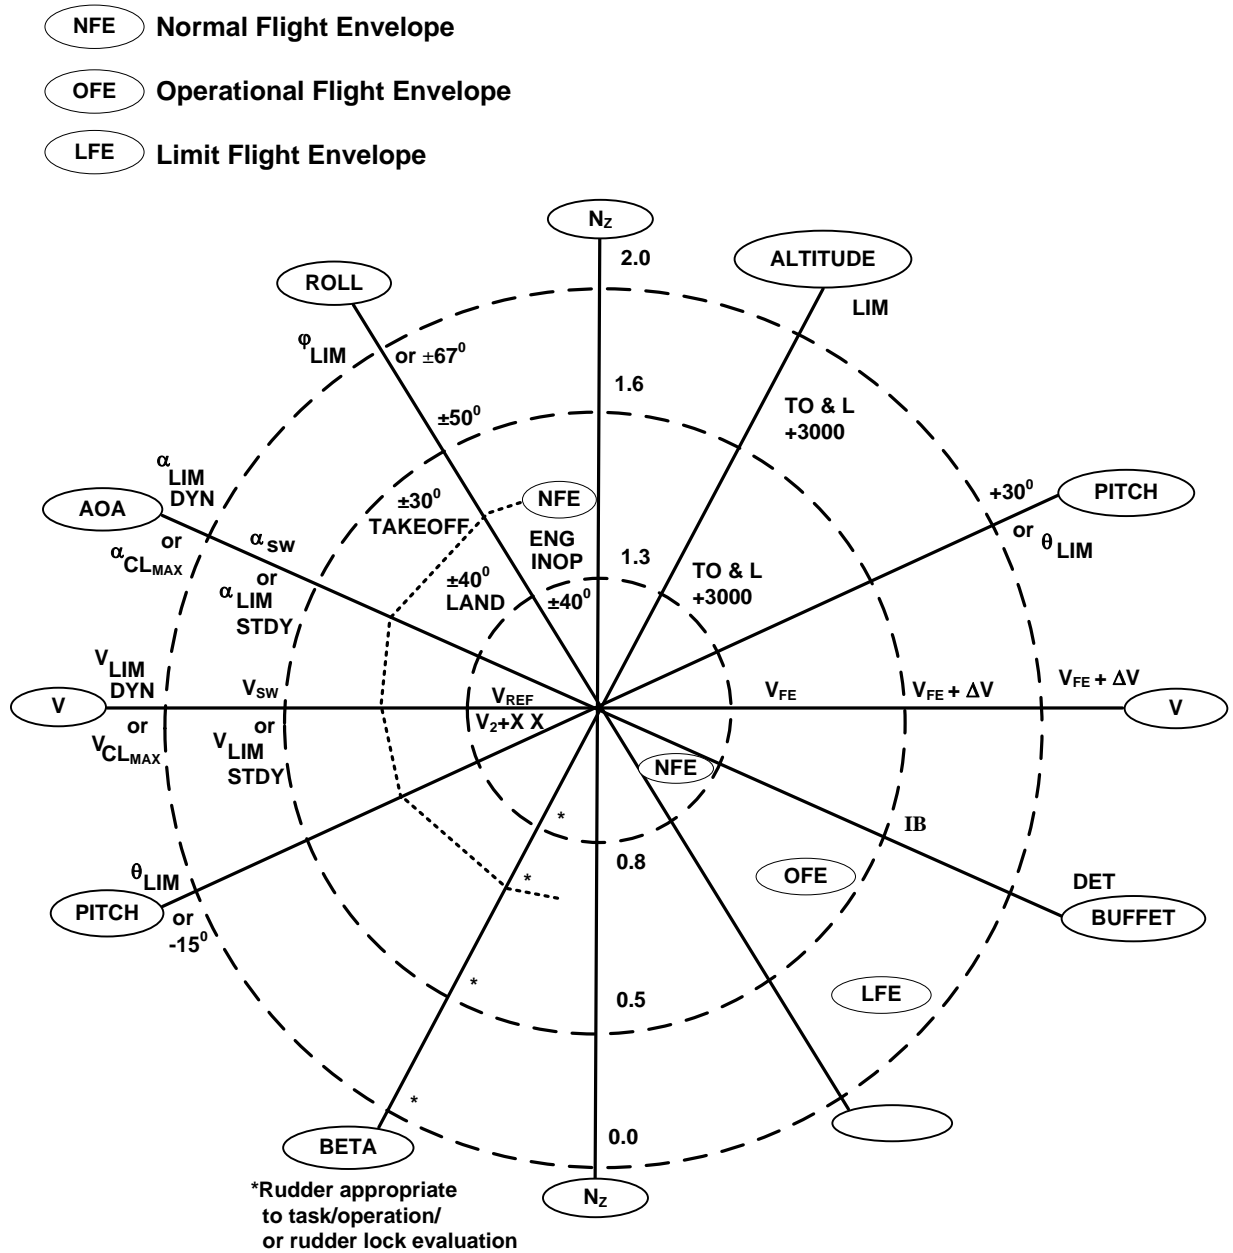 NFE Normal Flight Envelope
OFE Operational Flight Envelope
LFE Limit Flight Envelope
NZ
2.0
ALTITUDE
LIM
ROLL
φLIM or ±67⁰
1.6
±50⁰
TO & L
+3000
αLIM
DYN
AOA
or
αCLMAX
αSW
or
αLIM
STDY
±30⁰
TAKEOFF
NFE
ENG
INOP
±40⁰
±40⁰
LAND
1.3
TO & L
+3000
+30⁰
or θLIM
PITCH
VLIM
DYN
V
or
VCLMAX
VSW
or
VLIM
STDY
VREF
V2+X X
VFE
VFE + ΔV
VFE + ΔV
V
NFE
*
0.8
IB
OFE
DET
BUFFET
θLIM
PITCH
or
-15⁰
*
*
0.5
LFE
*
0.0
BETA
NZ
*Rudder appropriate
to task/operation/
or rudder lock evaluation